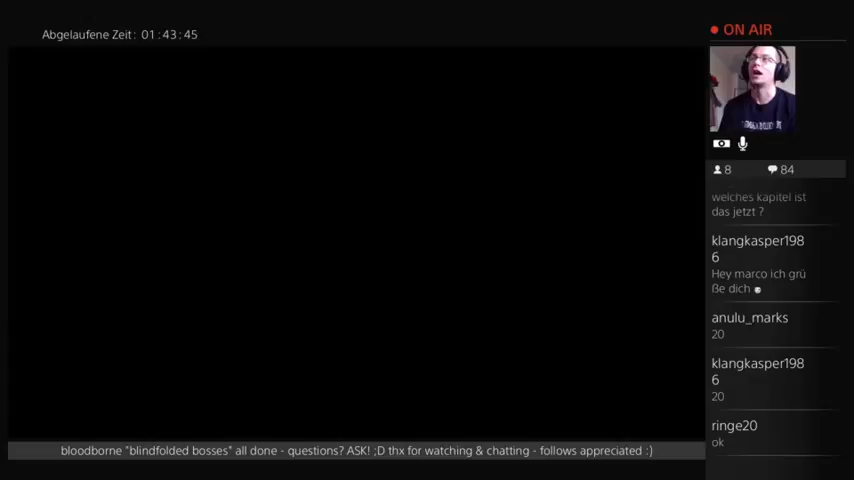 Abgelaufene Zeit: 01:43:45
ON AIR
8 84
welches kapitel ist
das jetzt ?
klangkasper198
6
Hey marco ich grü
ße dich
anulu_marks
20
klangkasper198
6
20
ringe20
ok
bloodborne "blindfolded bosses" all done - questions? ASK! ;D thx for watching & chatting - follows appreciated :)